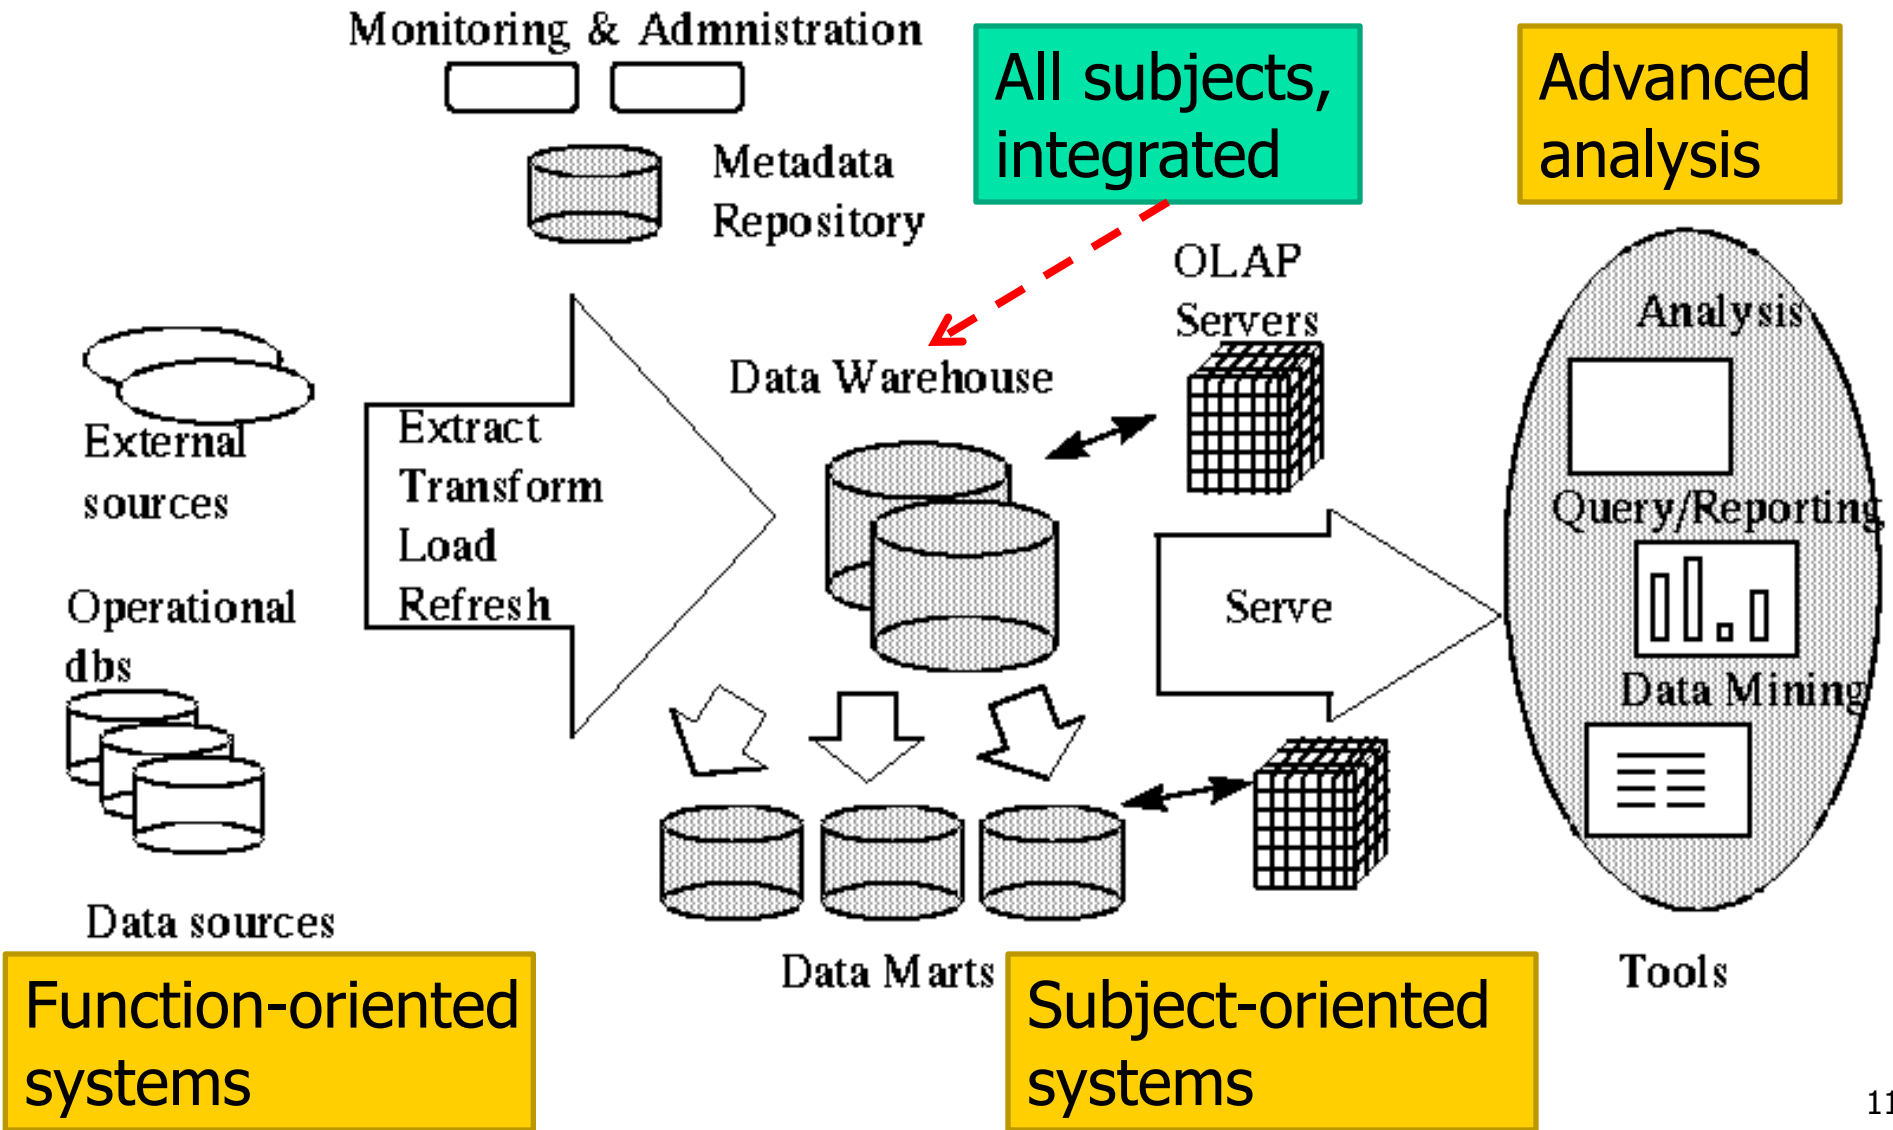 Monitoring & Admnistration
All subjects,
integrated
Advanced
analysis
Metadata
Repository
OLAP
Servers
Analysis
Data Warehouse
External
sources
Extract
Transform
Load
Refresh
Query/Reporting
Operational
dbs
Serve
Data Mining
Data sources
Data Marts
Tools
Function-oriented
systems
Subject-oriented
systems
11